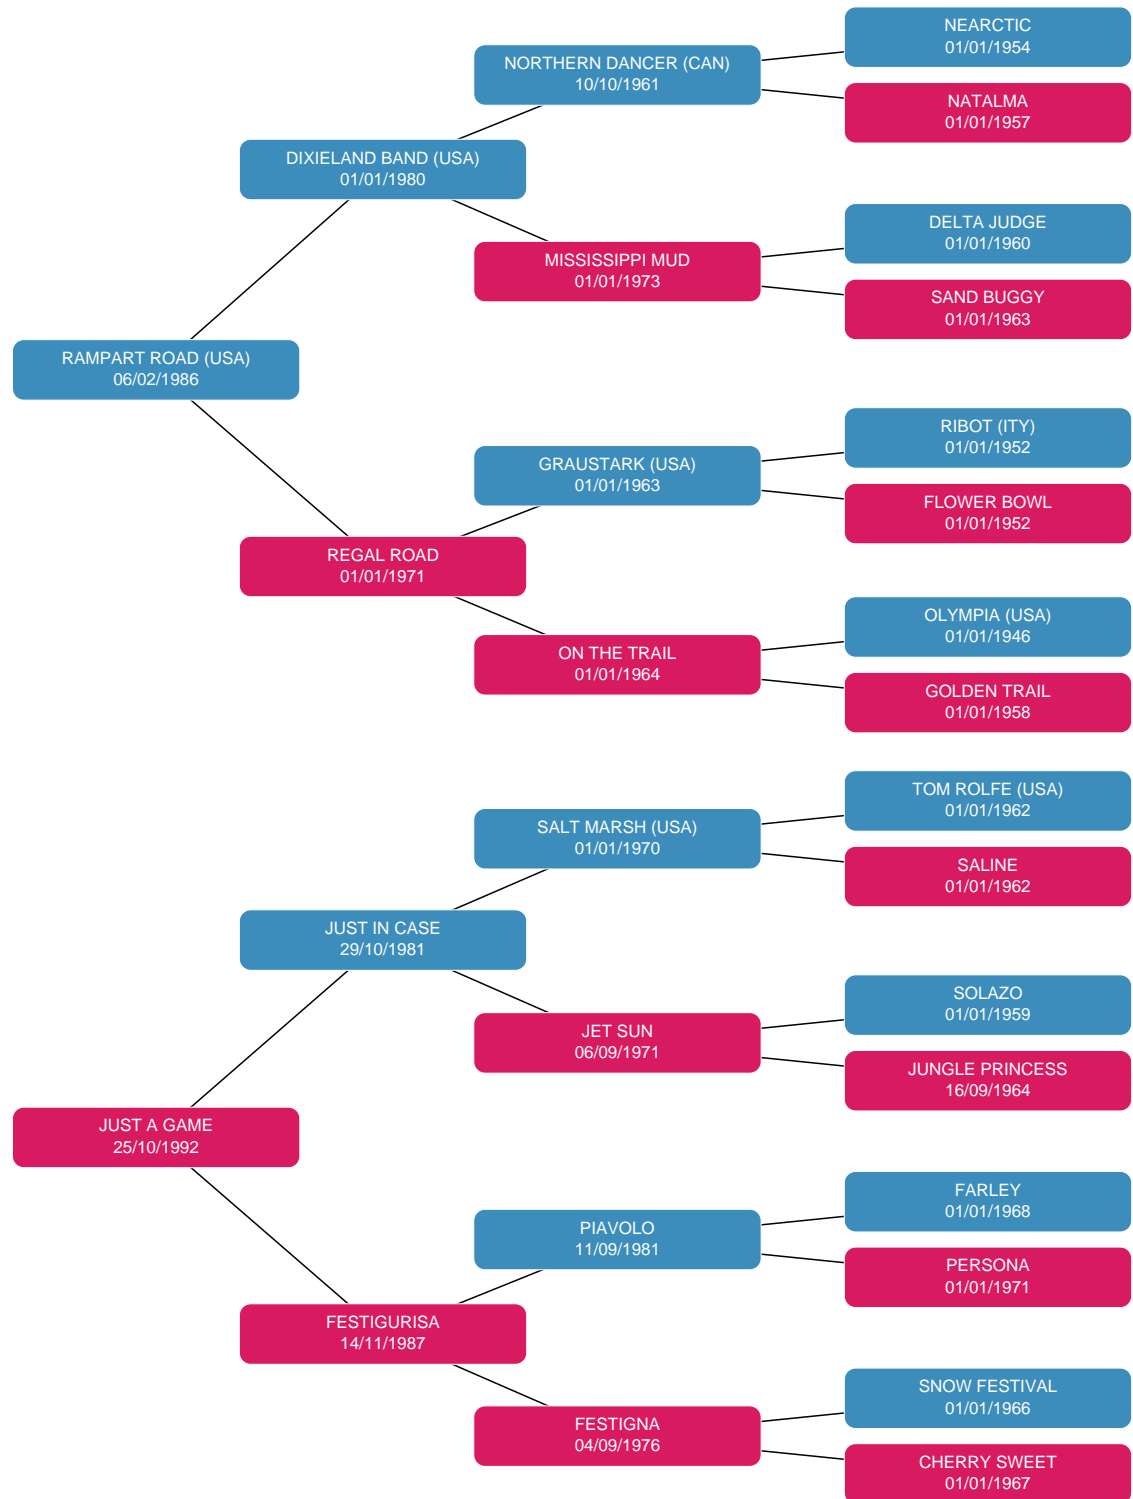 NEARCTIC
01/01/1954
NORTHERN DANCER (CAN)
10/10/1961
NATALMA
01/01/1957
DIXIELAND BAND (USA)
01/01/1980
DELTA JUDGE
01/01/1960
MISSISSIPPI MUD
01/01/1973
SAND BUGGY
01/01/1963
RAMPART ROAD (USA)
06/02/1986
RIBOT (ITY)
01/01/1952
GRAUSTARK (USA)
01/01/1963
FLOWER BOWL
01/01/1952
REGAL ROAD
01/01/1971
OLYMPIA (USA)
01/01/1946
ON THE TRAIL
01/01/1964
GOLDEN TRAIL
01/01/1958
TOM ROLFE (USA)
01/01/1962
SALT MARSH (USA)
01/01/1970
SALINE
01/01/1962
JUST IN CASE
29/10/1981
SOLAZO
01/01/1959
JET SUN
06/09/1971
JUNGLE PRINCESS
16/09/1964
JUST A GAME
25/10/1992
FARLEY
01/01/1968
PIAVOLO
11/09/1981
PERSONA
01/01/1971
FESTIGURISA
14/11/1987
SNOW FESTIVAL
01/01/1966
FESTIGNA
04/09/1976
CHERRY SWEET
01/01/1967